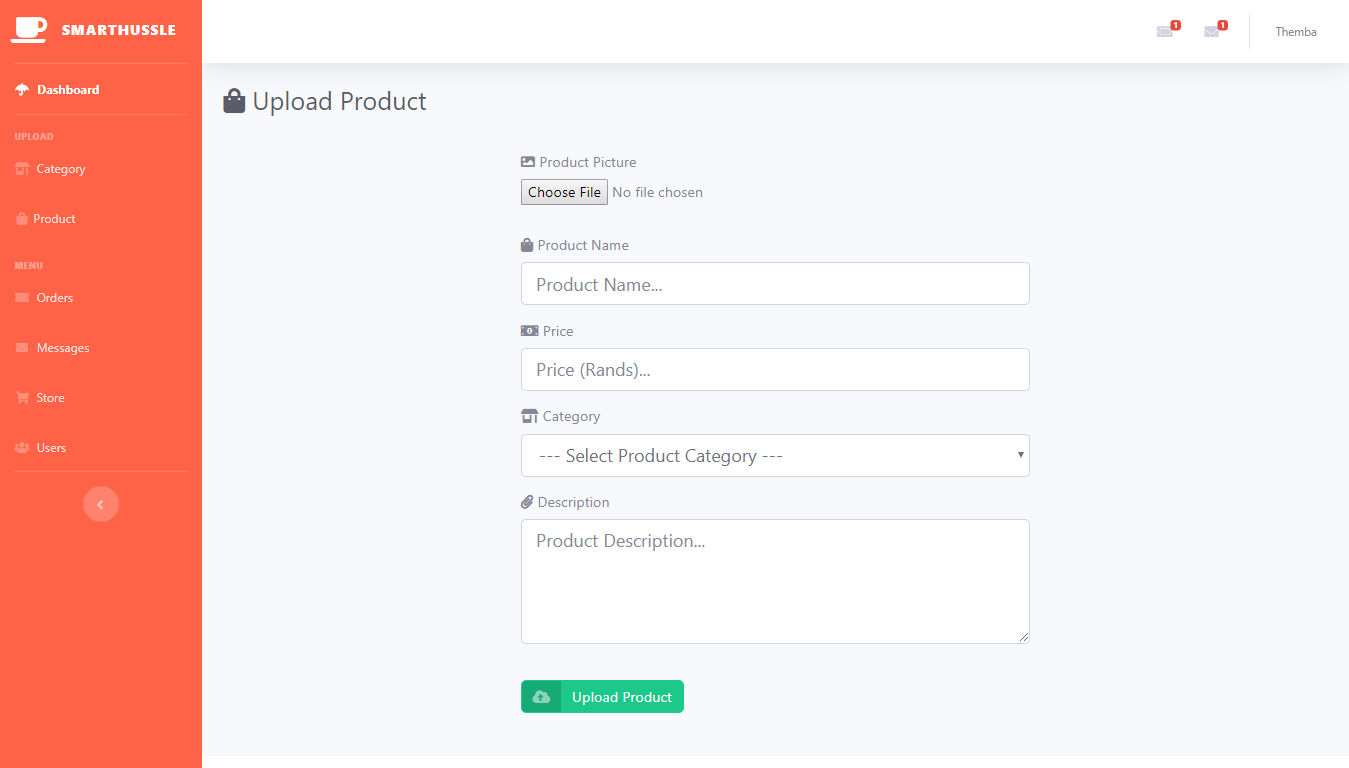 SMARTHUSSLE
1
1
Themba
Dashboard
UPLOAD
Category
Product
MENU
Orders
Messages
Store
Users
Upload Product
Product Picture
Choose File No file chosen
Product Name
Product Name...
Price
Price (Rands)...
Category
--- Select Product Category ---
Description
Product Description...
Upload Product